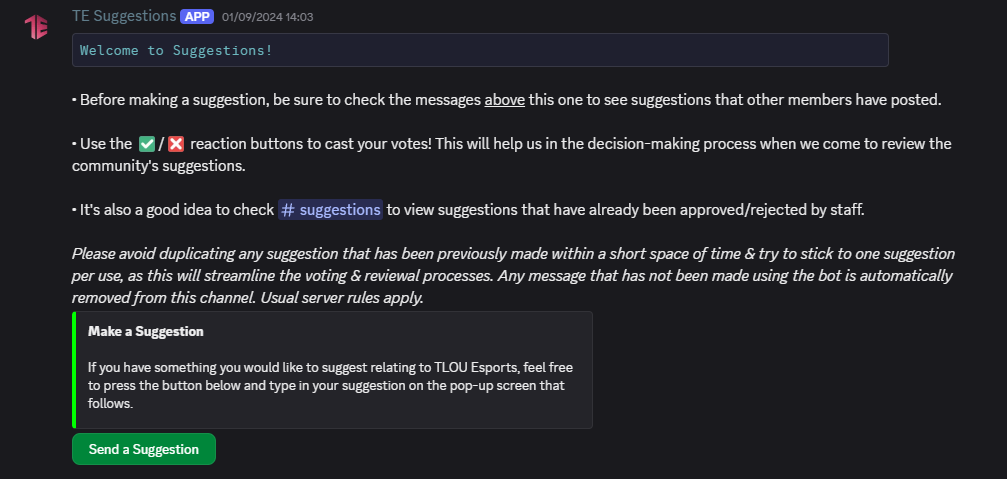 TE
TE Suggestions APP 01/09/2024 14:03
Welcome to Suggestions!
• Before making a suggestion, be sure to check the messages above this one to see suggestions that other members have posted.
• Use the ✅/❌ reaction buttons to cast your votes! This will help us in the decision-making process when we come to review the
community's suggestions.
• It's also a good idea to check # suggestions to view suggestions that have already been approved/rejected by staff.
Please avoid duplicating any suggestion that has been previously made within a short space of time & try to stick to one suggestion
per use, as this will streamline the voting & reviewal processes. Any message that has not been made using the bot is automatically
removed from this channel. Usual server rules apply.
Make a Suggestion
If you have something you would like to suggest relating to TLOU Esports, feel free
to press the button below and type in your suggestion on the pop-up screen that
follows.
Send a Suggestion